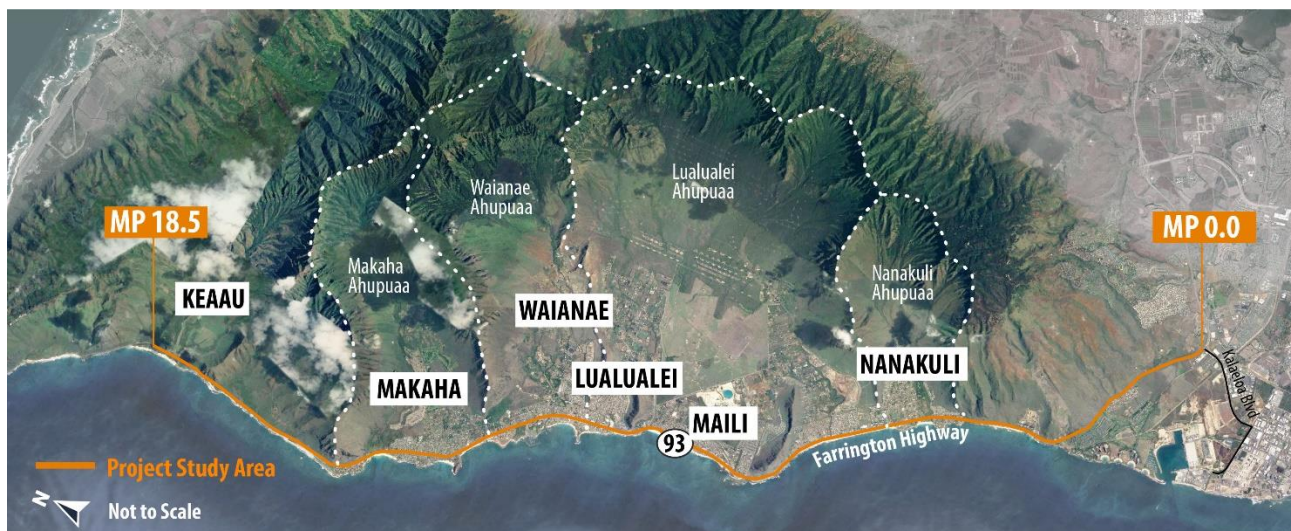 Waianae
Ahupuaa
Lualualei
Ahupuaa
MP 18.5
MP 0.0
Makaha
Ahupuaa
Nanakuli
Ahupuaa
KEAAU
WAIANAE
MAKAHA
LUALUALEI
NANAKULI
MAILI
Kalaeloa Blvd
93
Farrington Highway
Project Study Area
N
Not to Scale